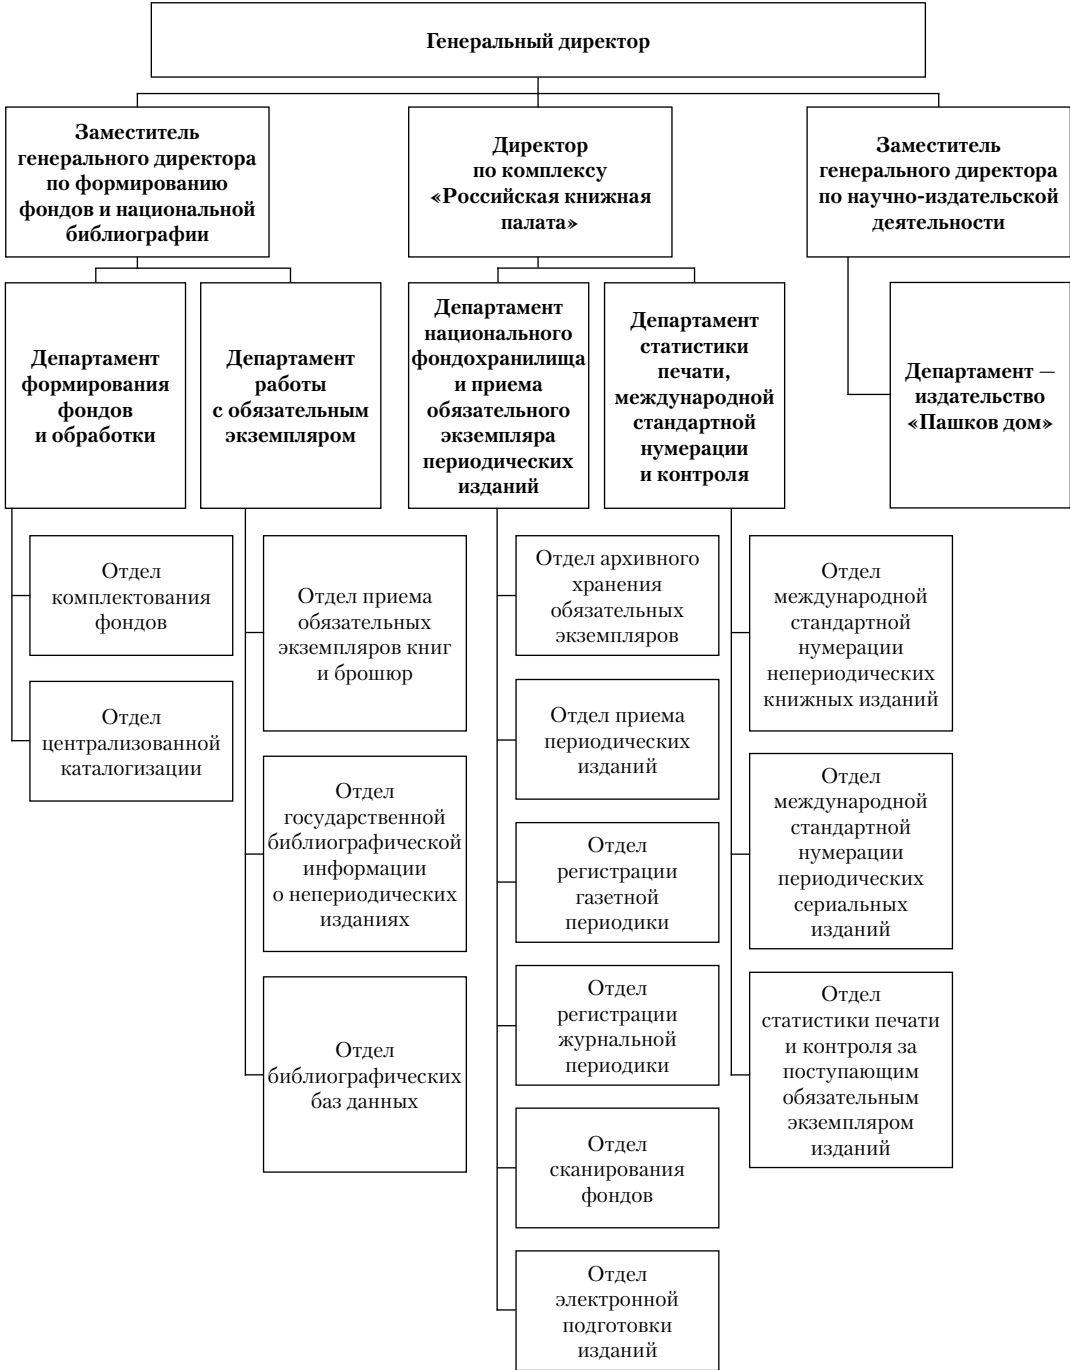 Генеральный директор
Заместитель
генерального директора
по формированию
фондов и национальной
библиографии
Директор
по комплексу
«Российская книжная
палата»
Заместитель
генерального директора
по научно-издательской
деятельности
Департамент
формирования
фондов
и обработки
Департамент
работы
с обязательным
экземпляром
Департамент
национального
фондохранилища
и приема
обязательного
экземпляра
периодических
изданий
Департамент
статистики
печати,
международной
стандартной
нумерации
и контроля
Департамент —
издательство
«Пашков дом»
Отдел
комплектования
фондов
Отдел
централизованной
каталогизации
Отдел приема
обязательных
экземпляров книг
и брошюр
Отдел
государственной
библиографической
информации
о непериодических
изданиях
Отдел
библиографических
баз данных
Отдел архивного
хранения
обязательных
экземпляров
Отдел приема
периодических
изданий
Отдел
регистрации
газетной
периодики
Отдел
регистрации
журнальной
периодики
Отдел
сканирования
фондов
Отдел
электронной
подготовки
изданий
Отдел
международной
стандартной
нумерации
непериодических
книжных изданий
Отдел
международной
стандартной
нумерации
периодических
сериальных
изданий
Отдел
статистики печати
и контроля за
поступающим
обязательным
экземпляром
изданий